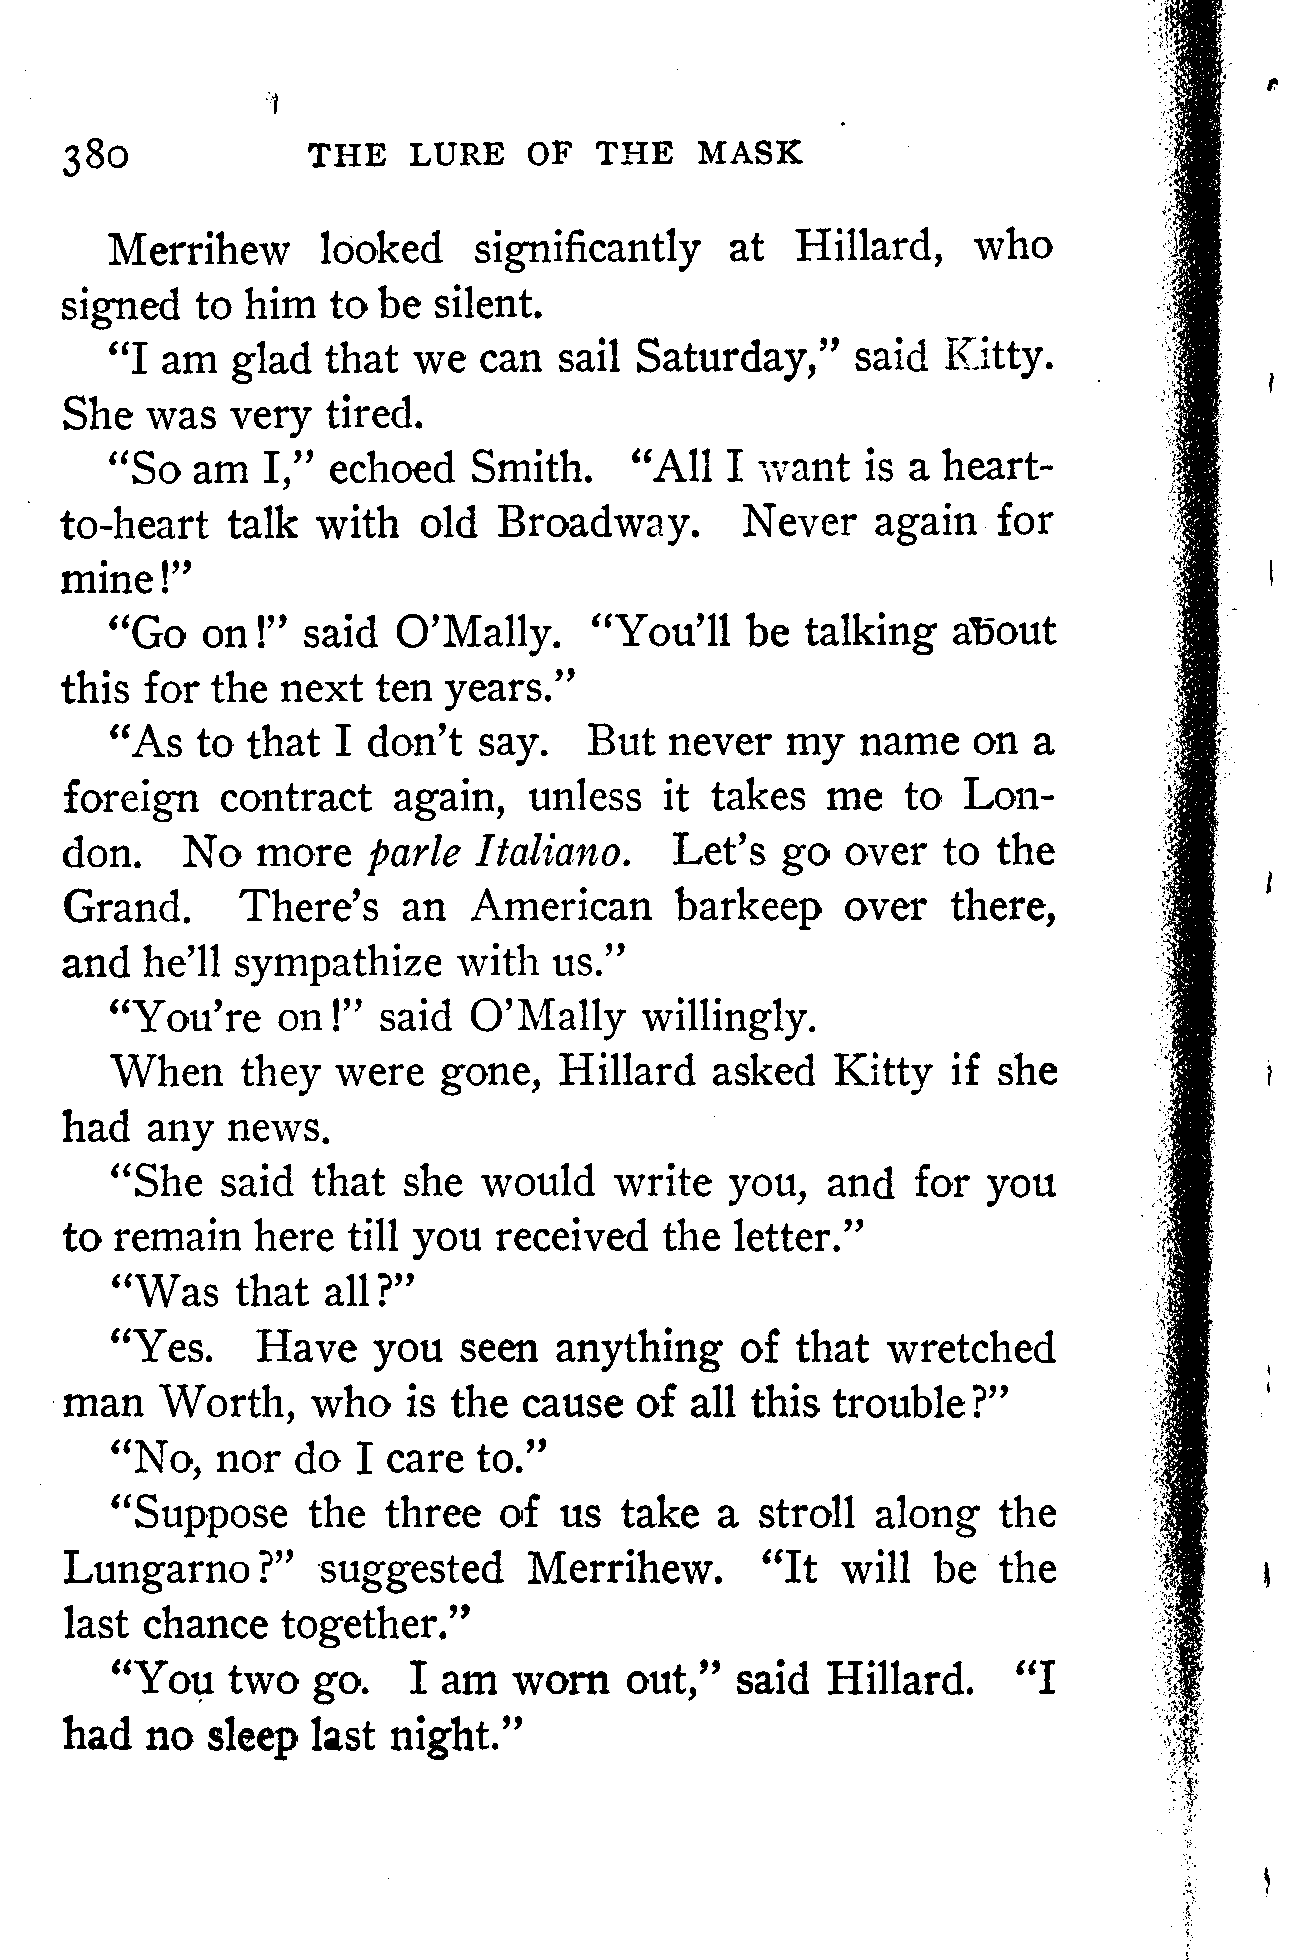 380 THE LURE OF THE MASK
Merrihew looked significantly at Hillard, who
signed to him to be silent.
“I am glad that we can sail Saturday,” said Kitty.
She was very tired.
“So am I,” echoed Smith. “All I want is a heart-
to-heart talk with old Broadway. Never again for
mine!”
“Go on!” said O’Mally. “You’ll be talking about
this for the next ten years.”
“As to that I don’t say. But never my name on a
foreign contract again, unless it takes me to Lon-
don. No more parle Italiano. Let’s go over to the
Grand. There’s an American barkeep over there,
and he’ll sympathize with us.”
“You’re on!” said O’Mally willingly.
When they were gone, Hillard asked Kitty if she
had any news.
“She said that she would write you, and for you
to remain here till you received the letter.”
“Was that all?”
“Yes. Have you seen anything of that wretched
man Worth, who is the cause of all this trouble?”
“No, nor do I care to.”
“Suppose the three of us take a stroll along the
Lungarno?” suggested Merrihew. “It will be the
last chance together.”
“You two go. I am worn out,” said Hillard. “I
had no sleep last night.”